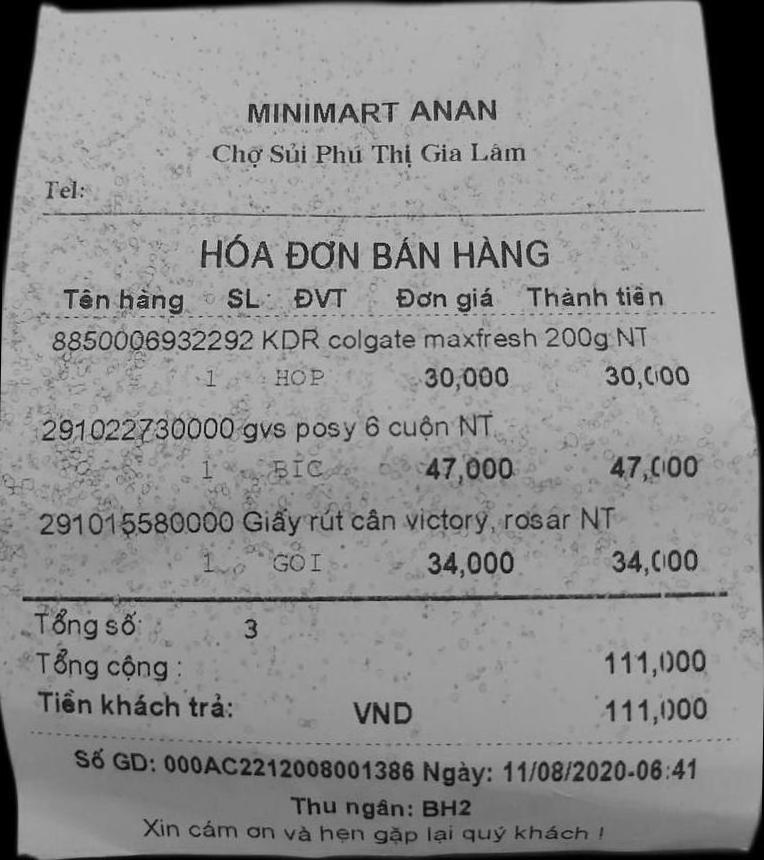 MINIMART ANAN
Chợ Sủi Phú Thị Gia Lâm
Tel:
HÓA ĐƠN BÁN HÀNG
Tên hàng SL ĐVT Đơn giá Thành tiền
8850006932292 KDR colgate maxfresh 200g NT
1 HOP 30,000 30,000
291022730000 gvs posy 6 cuộn NT
1 BIC 47,000 47,000
291015580000 Giấy rút cân victory, rosar NT
1 GOI 34,000 34,000
Tổng số: 3
Tổng cộng : 111,000
Tiền khách trả: VND 111,000
Số GD: 000AC2212008001386 Ngày: 11/08/2020-06:41
Thu ngân: BH2
Xin cám ơn và hẹn gặp lại quý khách !